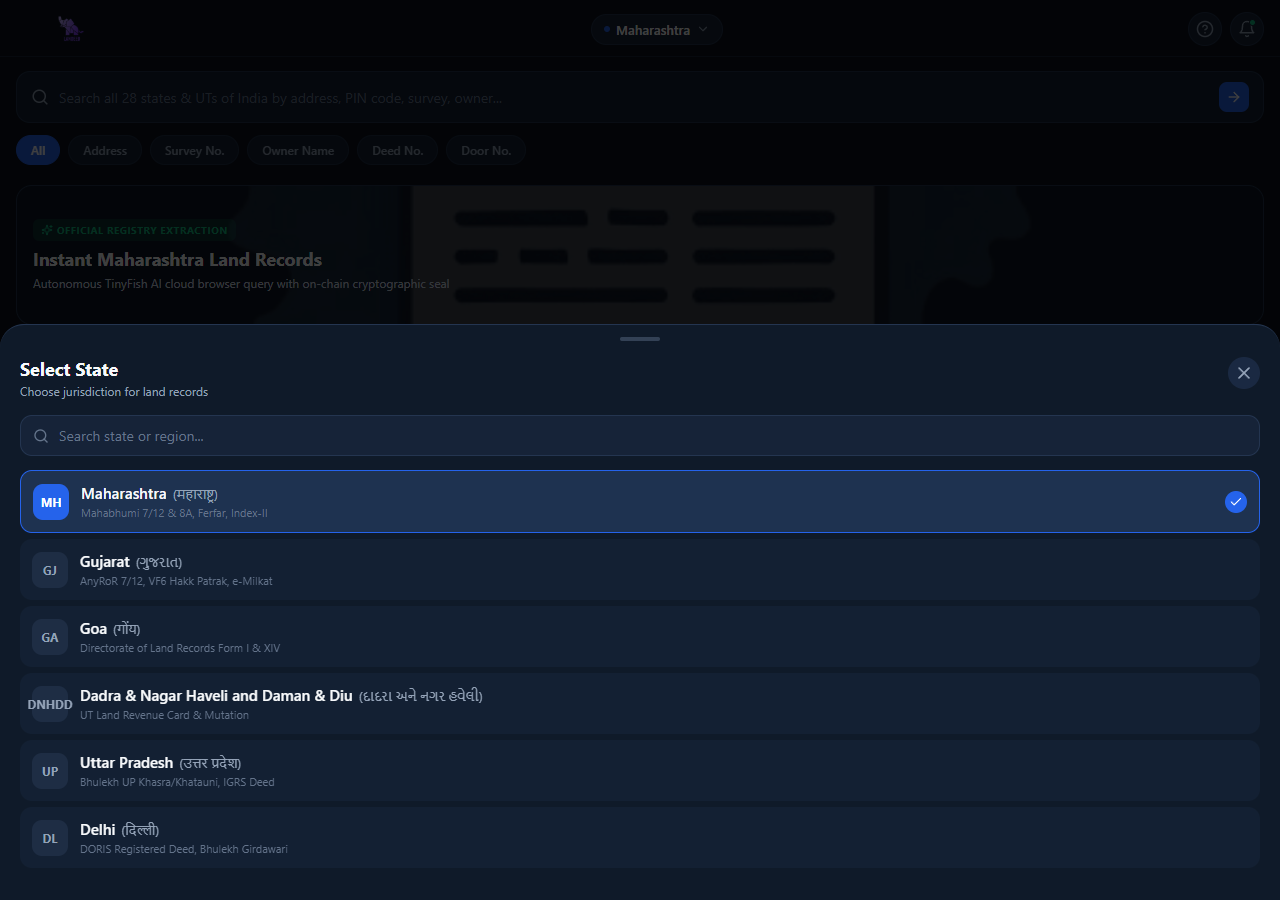 Maharashtra
Search all 28 states & UTs of India by address, PIN code, survey, owner...
All
Address
Survey No.
Owner Name
Deed No.
Door No.
OFFICIAL REGISTRY EXTRACTION
Instant Maharashtra Land Records
Autonomous TinyFish AI cloud browser query with on-chain cryptographic seal
Select State
Choose jurisdiction for land records
Search state or region...
MH
Maharashtra (महाराष्ट्र)
Mahabhumi 7/12 & 8A, Ferfar, Index-II
GJ
Gujarat (ગુજરાત)
AnyRoR 7/12, VF6 Hakk Patrak, e-Milkat
GA
Goa (गोंय)
Directorate of Land Records Form I & XIV
DNHDD
Dadra & Nagar Haveli and Daman & Diu (દાદરા અને નગર હવેલી)
UT Land Revenue Card & Mutation
UP
Uttar Pradesh (उत्तर प्रदेश)
Bhulekh UP Khasra/Khatauni, IGRS Deed
DL
Delhi (दिल्ली)
DORIS Registered Deed, Bhulekh Girdawari